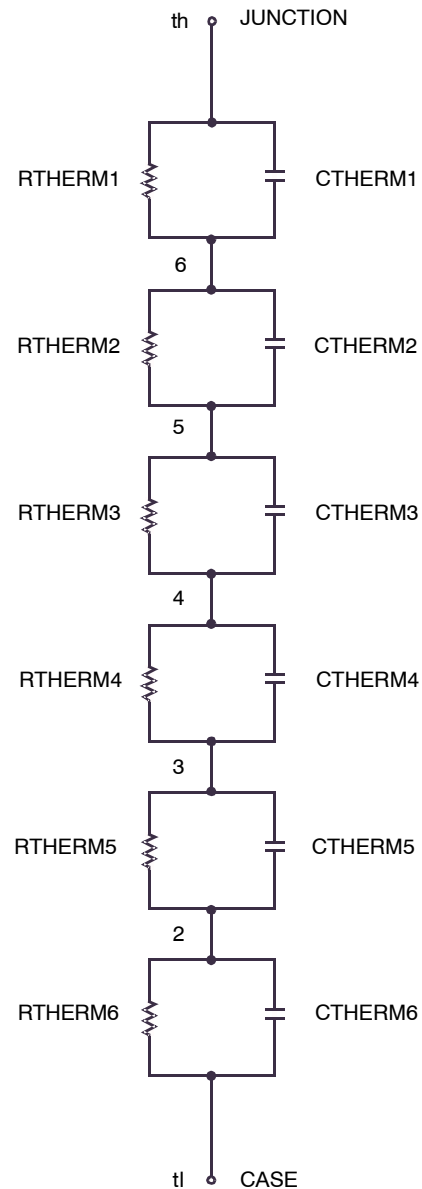 th JUNCTION
RTHERM1 CTHERM1
6
RTHERM2 CTHERM2
5
RTHERM3 CTHERM3
4
RTHERM4 CTHERM4
3
RTHERM5 CTHERM5
2
RTHERM6 CTHERM6
tl CASE